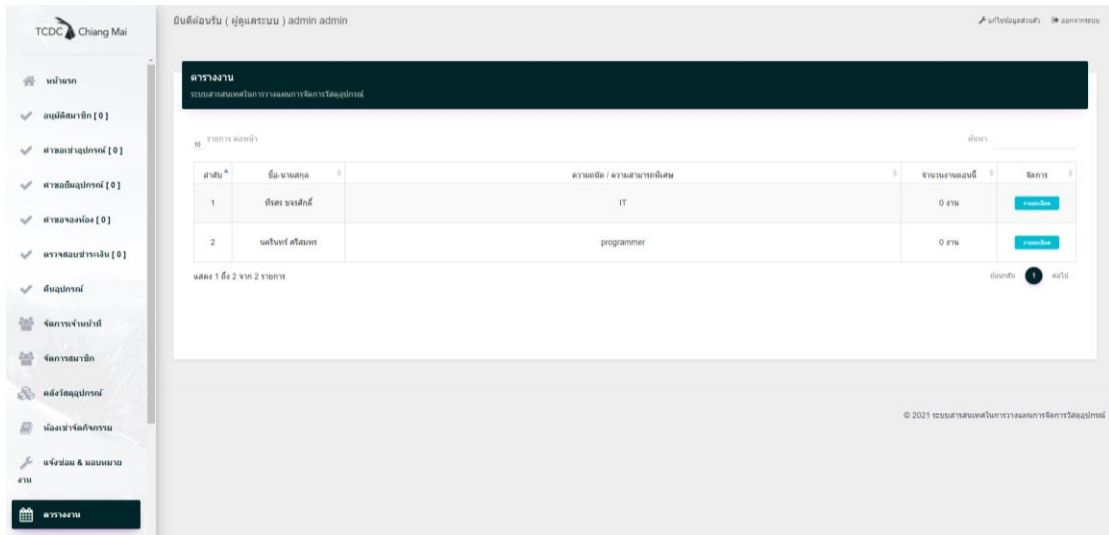 TCDC Chiang Mai
ยินดีต้อนรับ ( ผู้ดูแลระบบ ) admin admin
แก้ไขข้อมูลส่วนตัว ออกจากระบบ
หน้าแรก
อนุมัติสมาชิก [ 0 ]
คำขอเช่าอุปกรณ์ [ 0 ]
คำขอยืมอุปกรณ์ [ 0 ]
คำขอจองห้อง [ 0 ]
ตรวจสอบชำระเงิน [ 0 ]
คืนอุปกรณ์
จัดการเจ้าหน้าที่
จัดการสมาชิก
คลังวัสดุอุปกรณ์
ห้องเช่าจัดกิจกรรม
แจ้งซ่อม & มอบหมาย
งาน
ตารางงาน
ตารางงาน
ระบบสารสนเทศในการวางแผนการจัดการวัสดุอุปกรณ์
10 รายการ ต่อหน้า
ค้นหา :
ลำดับ ชื่อ-นามสกุล ความถนัด / ความสามารถพิเศษ จำนวนงานตอนนี้ จัดการ
1 ขจรศักดิ์ IT 0 งาน รายละเอียด
2 นครินทร์ ศรีสมพร programmer 0 งาน รายละเอียด
แสดง 1 ถึง 2 จาก 2 รายการ
ย้อนกลับ 1 ต่อไป
© 2021 ระบบสารสนเทศในการวางแผนการจัดการวัสดุอุปกรณ์